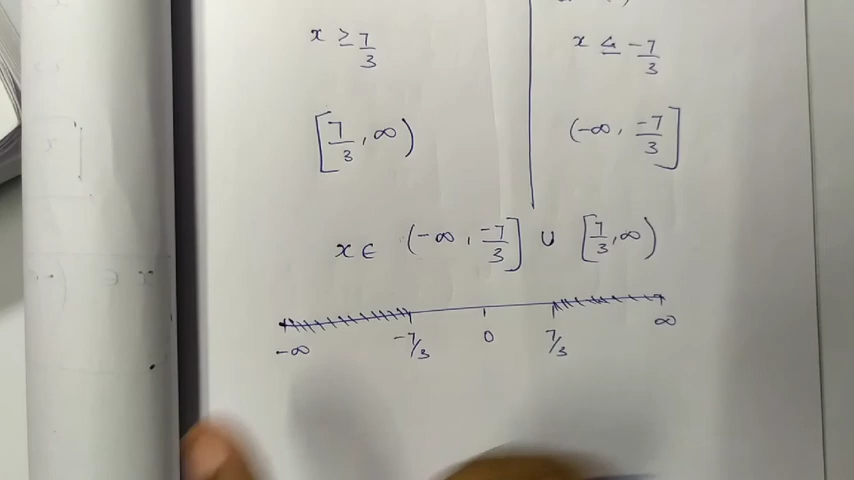 x ≥ 7/3
x ≤ -7/3
[7/3, ∞)
(-∞, -7/3]
x ∈ (-∞, -7/3] ∪ [7/3, ∞)
-∞ -7/3 0 7/3 ∞